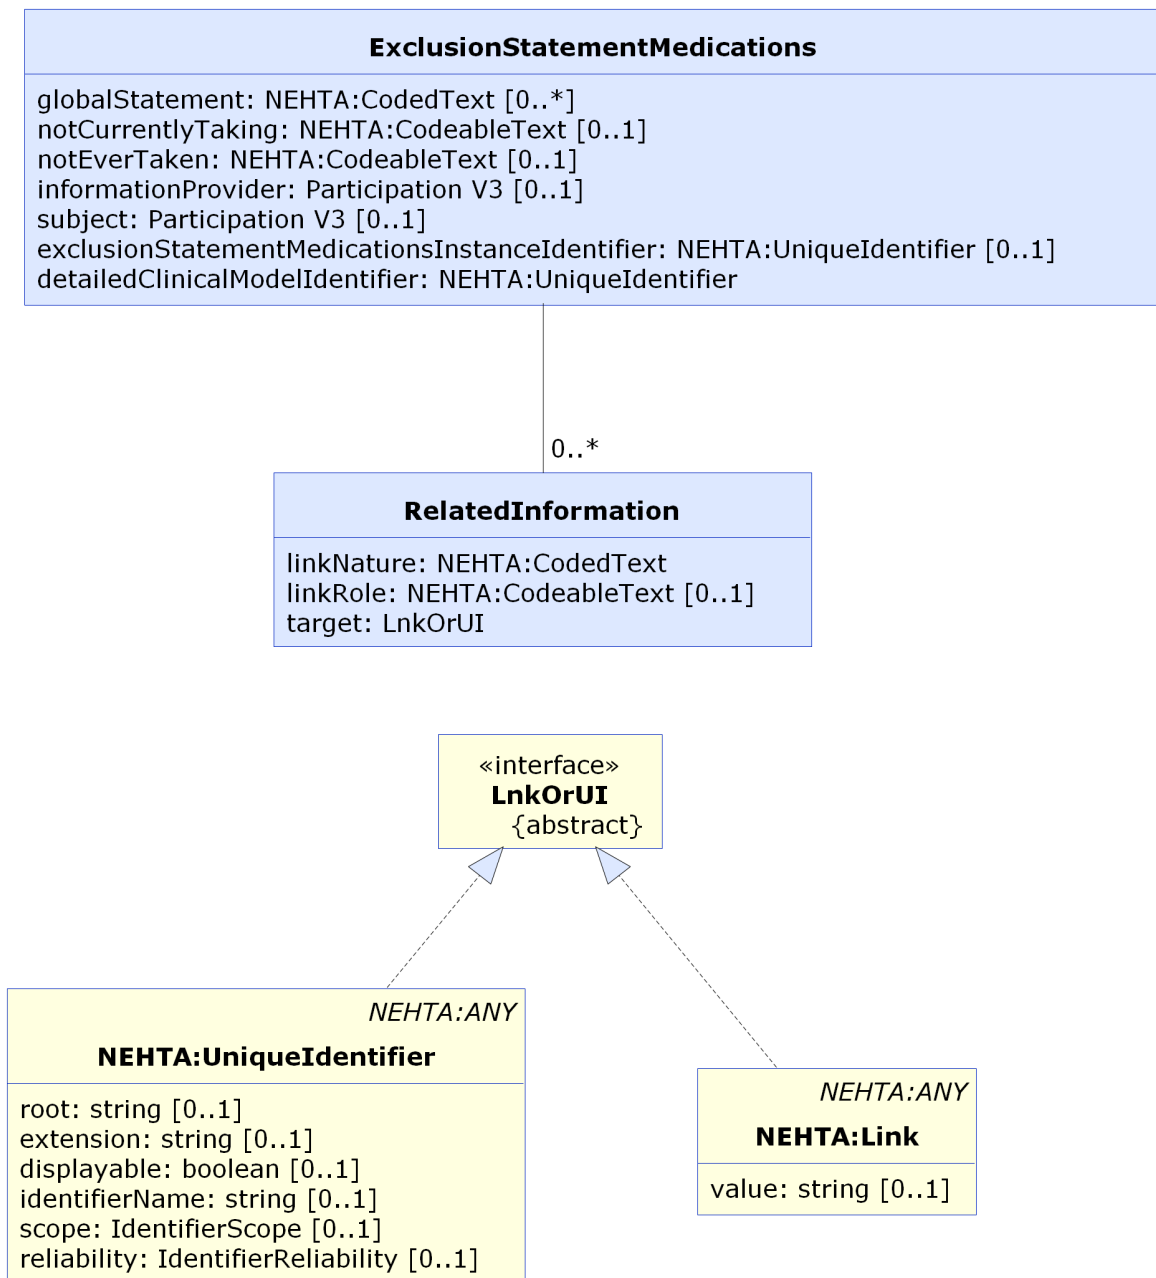 ExclusionStatementMedications
globalStatement: NEHTA:CodedText [0..*]
notCurrentlyTaking: NEHTA:CodeableText [0..1]
notEverTaken: NEHTA:CodeableText [0..1]
informationProvider: Participation V3 [0..1]
subject: Participation V3 [0..1]
exclusionStatementMedicationsInstanceIdentifier: NEHTA:UniqueIdentifier [0..1]
detailedClinicalModelIdentifier: NEHTA:UniqueIdentifier
0..*
RelatedInformation
linkNature: NEHTA:CodedText
linkRole: NEHTA:CodeableText [0..1]
target: LnkOrUI
«interface»
LnkOrUI
{abstract}
NEHTA:ANY
NEHTA:UniqueIdentifier
root: string [0..1]
extension: string [0..1]
displayable: boolean [0..1]
identifierName: string [0..1]
scope: IdentifierScope [0..1]
reliability: IdentifierReliability [0..1]
NEHTA:ANY
NEHTA:Link
value: string [0..1]